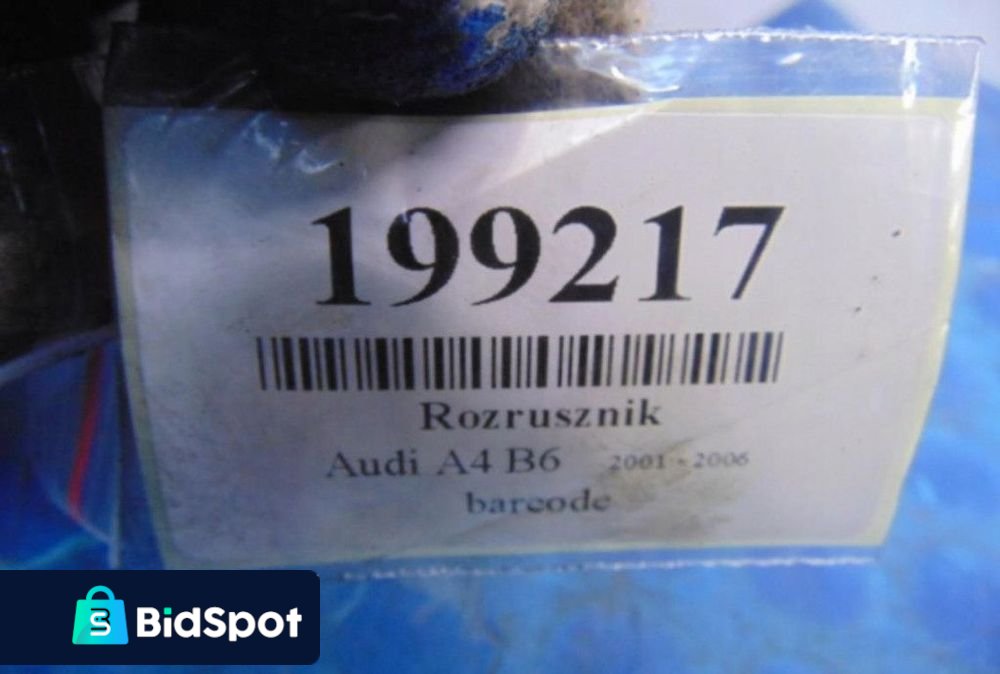 199217
Rozrusznik
Audi A4 B6 2001 - 2006
barcode
BidSpot